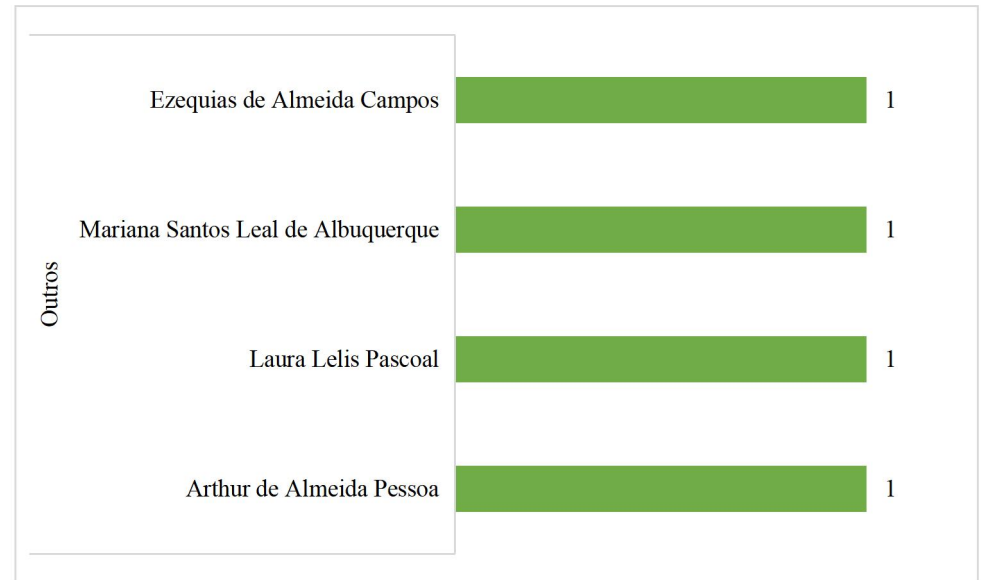 Ezequias de Almeida Campos 1
Mariana Santos Leal de Albuquerque 1
Outros
Laura Lelis Pascoal 1
Arthur de Almeida Pessoa 1